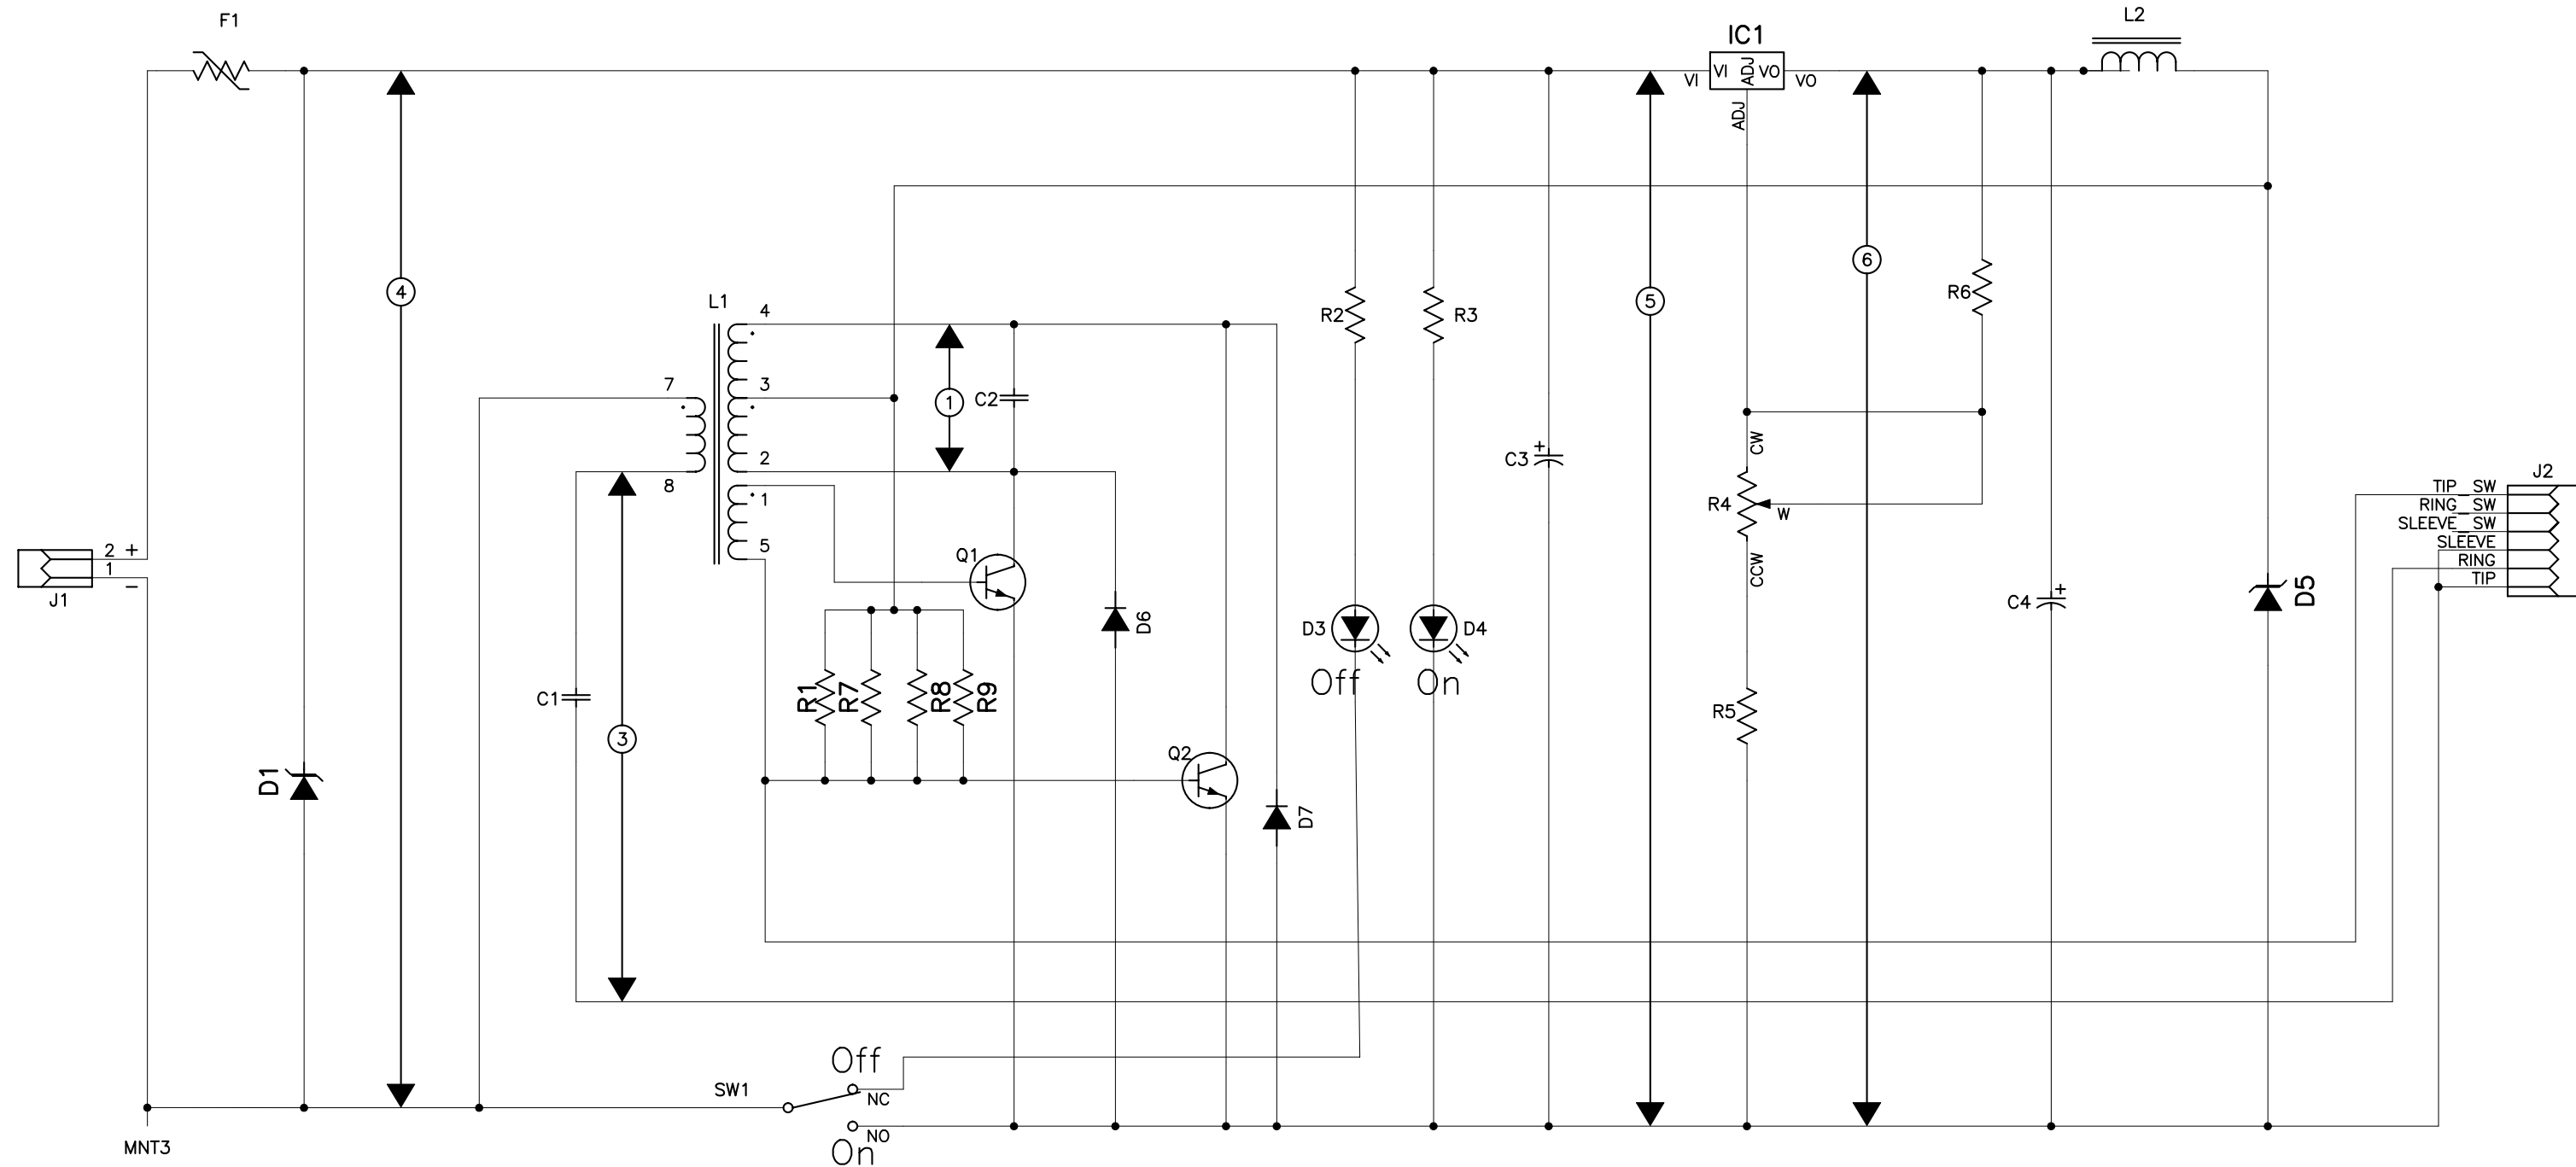 F1
L2
IC1
VI
VI
ADJ
VO
VO
ADJ
4
6
5
R6
L1
4
R2
R3
7
3
1
C2
CW
2
C3
+
J2
8
1
R4
W
TIP_SW
RING_SW
SLEEVE_SW
SLEEVE
RING
TIP
5
2 +
1
−
J1
Q1
CCW
+
C4
D5
D6
D3
D4
Off
On
C1
R1
R7
R8
R9
R5
3
Q2
D1
D7
Off
SW1
NC
NO
On
MNT3